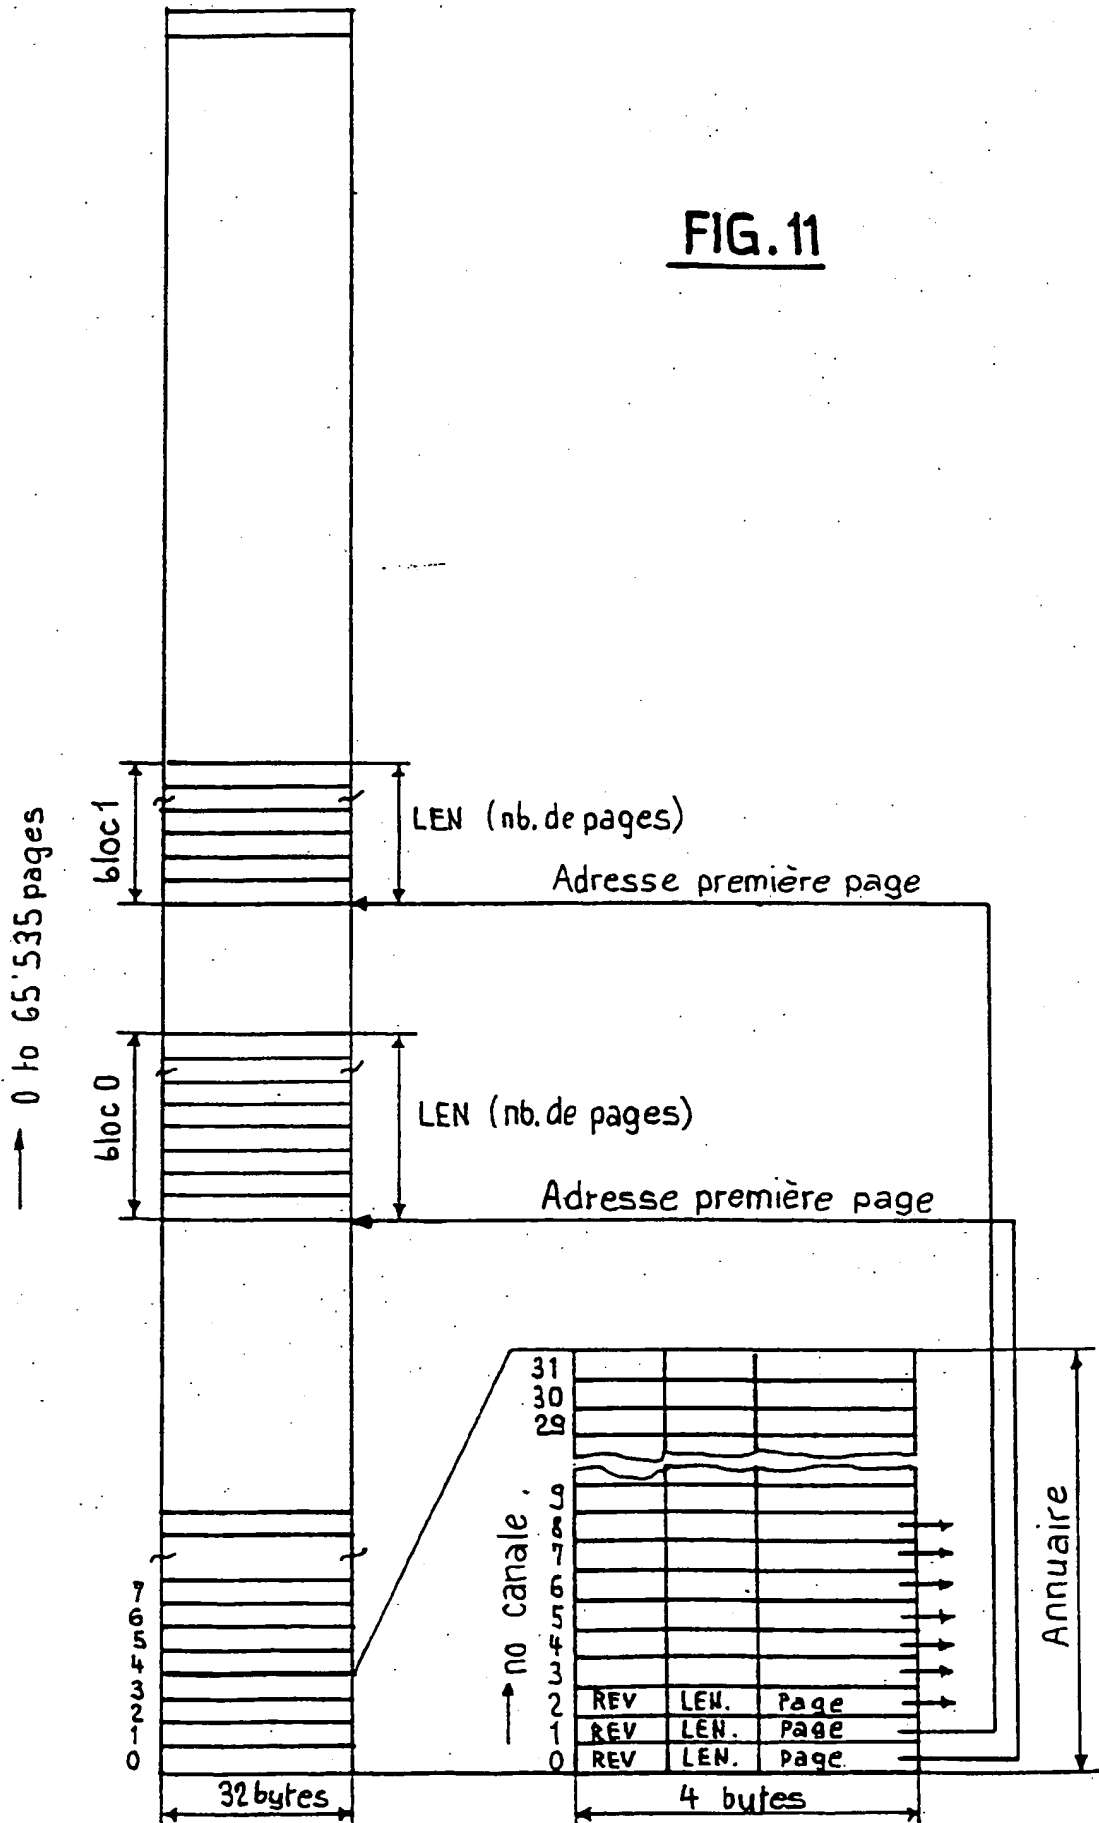 FIG. 11
0 to 65'535 pages
bloc 1
LEN (nb. de pages)
Adresse première page
bloc 0
LEN (nb. de pages)
Adresse première page
7
6
5
4
3
2
1
0
32 bytes
no canale.
31
30
29
9
8
7
6
5
4
3
2 REV LEN. Page
1 REV LEN. Page
0 REV LEN. Page.
4 bytes
Annuaire